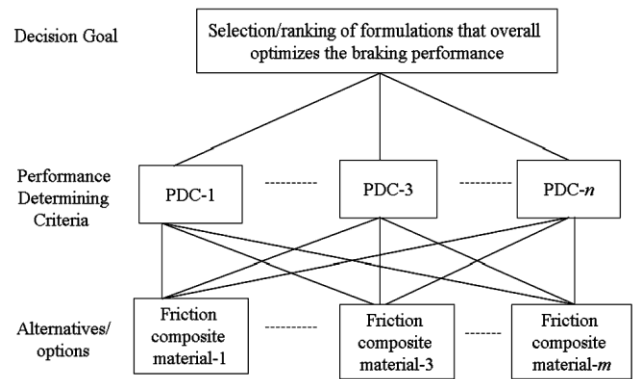 Decision Goal
Selection/ranking of formulations that overall
optimizes the braking performance
Performance
Determining
Criteria
PDC-1
PDC-3
PDC-n
Alternatives/
options
Friction
composite
material-1
Friction
composite
material-3
Friction
composite
material-m